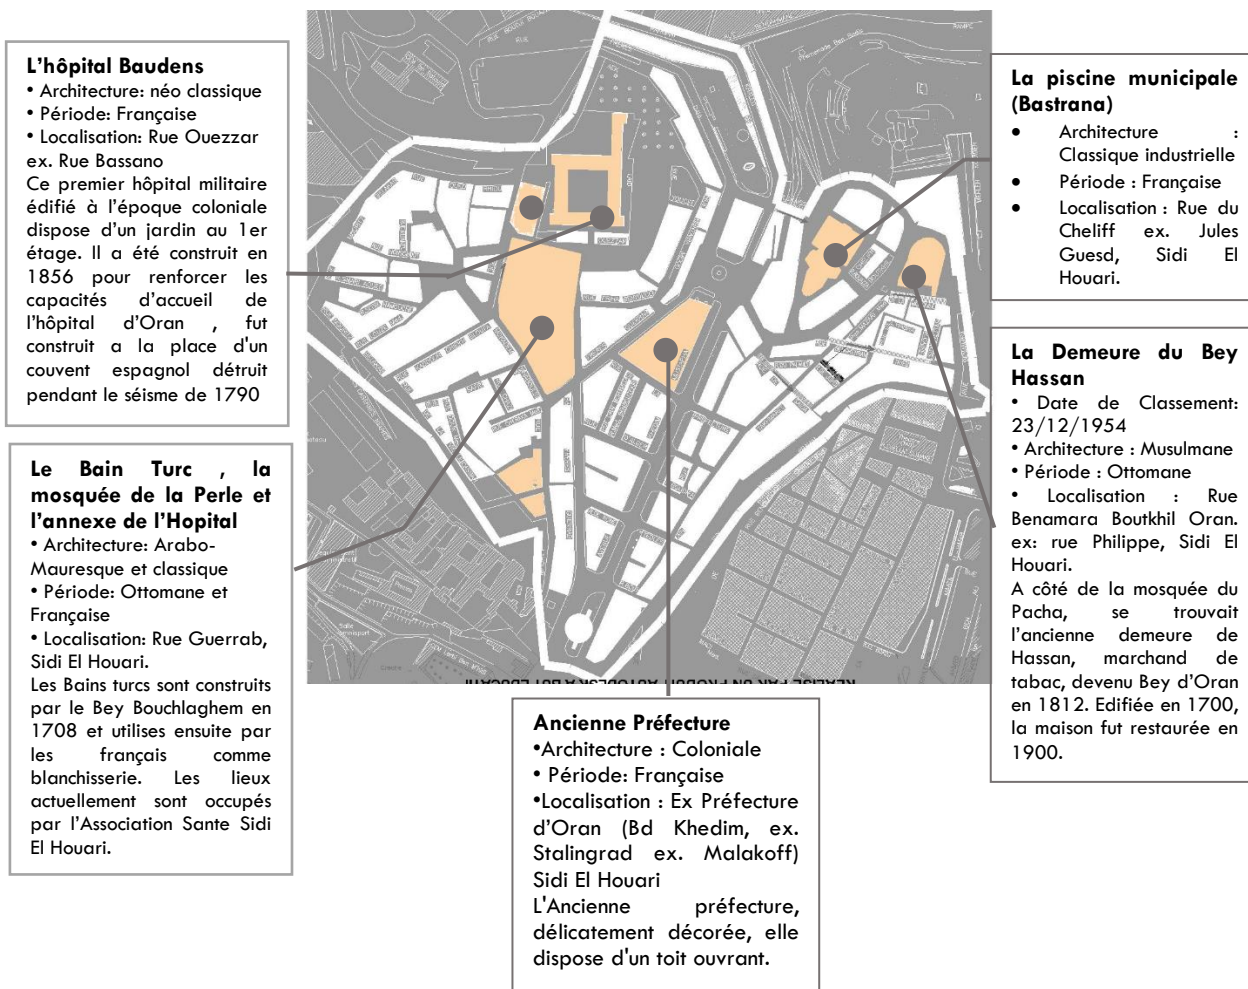 L'hôpital Baudens
• Architecture: néo classique
• Période: Française
• Localisation: Rue Ouezzar
ex. Rue Bassano
Ce premier hôpital militaire
édifié à l'époque coloniale
dispose d'un jardin au 1er
étage. Il a été construit en
1856 pour renforcer les
capacités d'accueil de
l'hôpital d'Oran , fut
construit a la place d'un
couvent espagnol détruit
pendant le séisme de 1790
Le Bain Turc , la
mosquée de la Perle et
l'annexe de l'Hopital
• Architecture: Arabo-
Mauresque et classique
• Période: Ottomane et
Française
• Localisation: Rue Guerrab,
Sidi El Houari.
Les Bains turcs sont construits
par le Bey Bouchlaghem en
1708 et utilises ensuite par
les français comme
blanchisserie. Les lieux
actuellement sont occupés
par l'Association Sante Sidi
El Houari.
Ancienne Préfecture
•Architecture : Coloniale
• Période: Française
•Localisation : Ex Préfecture
d'Oran (Bd Khedim, ex.
Stalingrad ex. Malakoff)
Sidi El Houari
L'Ancienne préfecture,
délicatement décorée, elle
dispose d'un toit ouvrant.
La piscine municipale
(Bastrana)
• Architecture :
Classique industrielle
• Période : Française
• Localisation : Rue du
Cheliff ex. Jules
Guesd, Sidi El
Houari.
La Demeure du Bey
Hassan
• Date de Classement:
23/12/1954
• Architecture : Musulmane
• Période : Ottomane
• Localisation : Rue
Benamara Boutkhil Oran.
ex: rue Philippe, Sidi El
Houari.
A côté de la mosquée du
Pacha, se trouvait
l'ancienne demeure de
Hassan, marchand de
tabac, devenu Bey d'Oran
en 1812. Edifiée en 1700,
la maison fut restaurée en
1900.